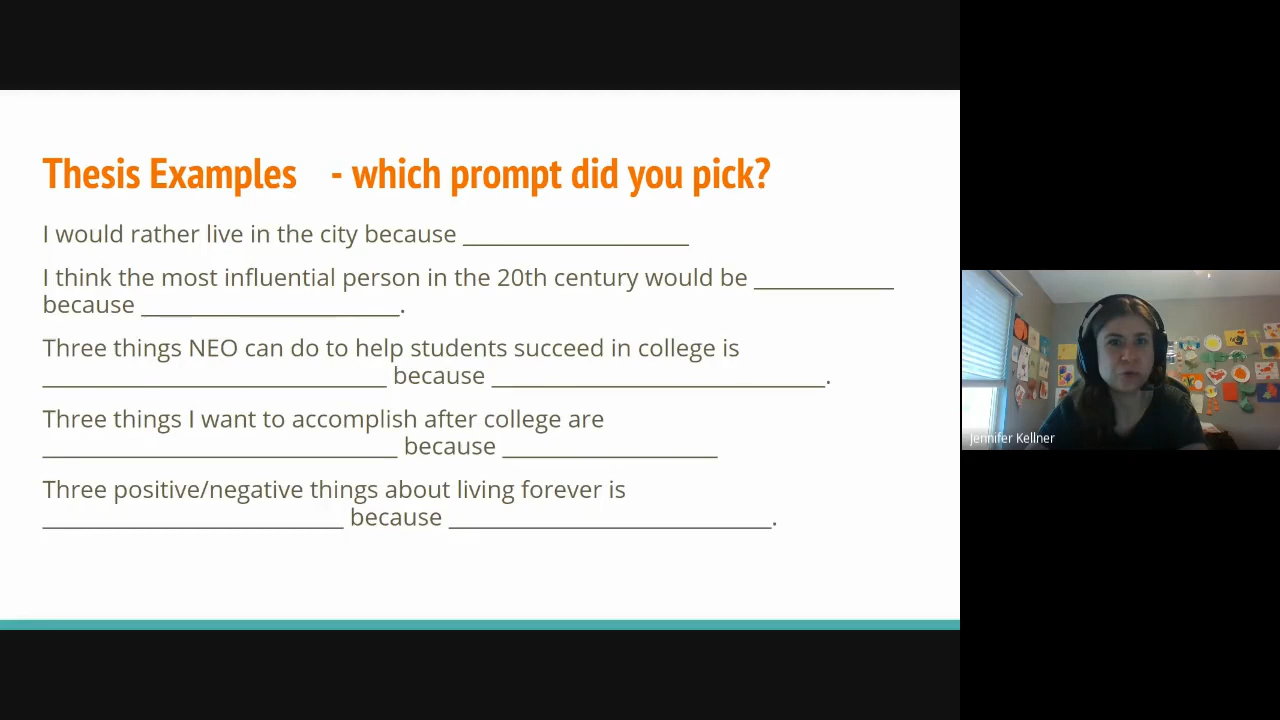 Thesis Examples - which prompt did you pick?
I would rather live in the city because ___________________
I think the most influential person in the 20th century would be ____________
because ______________________.
Three things NEO can do to help students succeed in college is
_____________________________ because ____________________________.
Three things I want to accomplish after college are
______________________________ because __________________
Three positive/negative things about living forever is
_________________________ because ___________________________.
Jennifer Kellner